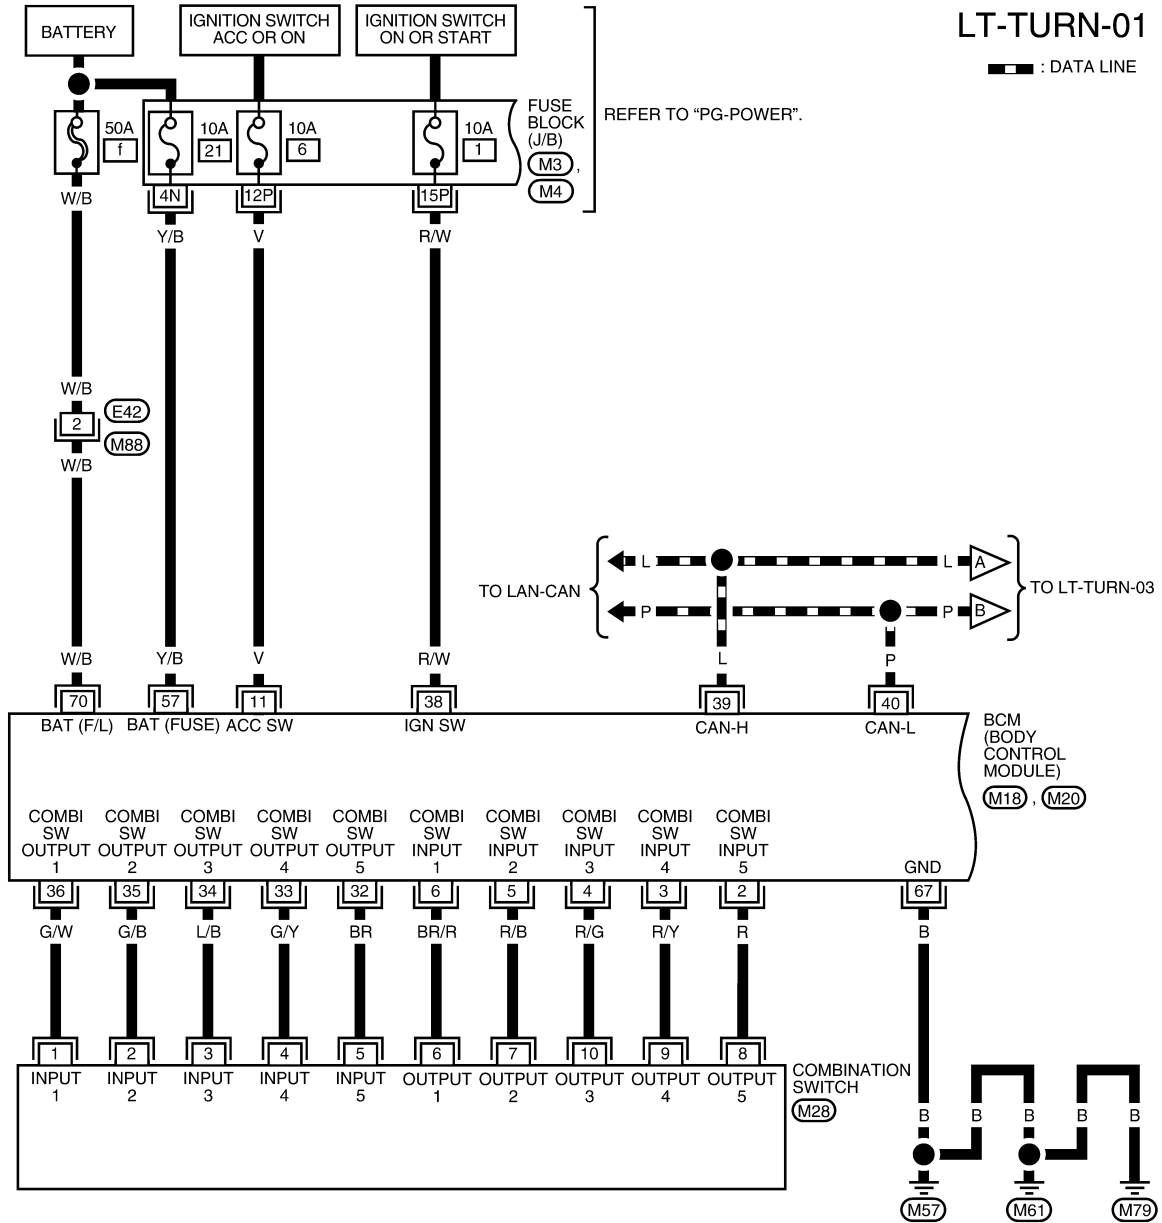 LT-TURN-01
: DATA LINE
BATTERY
IGNITION SWITCH
ACC OR ON
IGNITION SWITCH
ON OR START
50A
f
10A
21
10A
6
10A
1
FUSE
BLOCK
(J/B)
M3 ,
M4
REFER TO “PG-POWER”.
4N
12P
15P
W/B
Y/B
V
R/W
W/B
2
E42
M88
W/B
TO LAN-CAN
L
L
A
P
P
B
TO LT-TURN-03
W/B
Y/B
V
R/W
L
P
70
57
11
38
39
40
BAT (F/L)
BAT (FUSE)
ACC SW
IGN SW
CAN-H
CAN-L
BCM
(BODY
CONTROL
MODULE)
M18 , M20
COMBI
SW
OUTPUT
1
COMBI
SW
OUTPUT
2
COMBI
SW
OUTPUT
3
COMBI
SW
OUTPUT
4
COMBI
SW
OUTPUT
5
COMBI
SW
INPUT
1
COMBI
SW
INPUT
2
COMBI
SW
INPUT
3
COMBI
SW
INPUT
4
COMBI
SW
INPUT
5
GND
36
35
34
33
32
6
5
4
3
2
67
G/W
G/B
L/B
G/Y
BR
BR/R
R/B
R/G
R/Y
R
B
1
2
3
4
5
6
7
10
9
8
INPUT
1
INPUT
2
INPUT
3
INPUT
4
INPUT
5
OUTPUT
1
OUTPUT
2
OUTPUT
3
OUTPUT
4
OUTPUT
5
COMBINATION
SWITCH
M28
B
B
B
B
B
M57
M61
M79